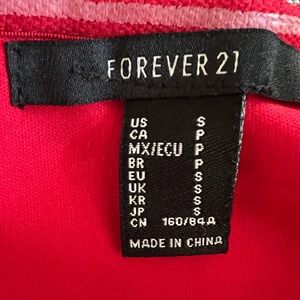 FOREVER 21
US S
CA P
MX/ECU P
BR P
EU S
UK S
KR S
JP S
CN 160/84A
MADE IN CHINA